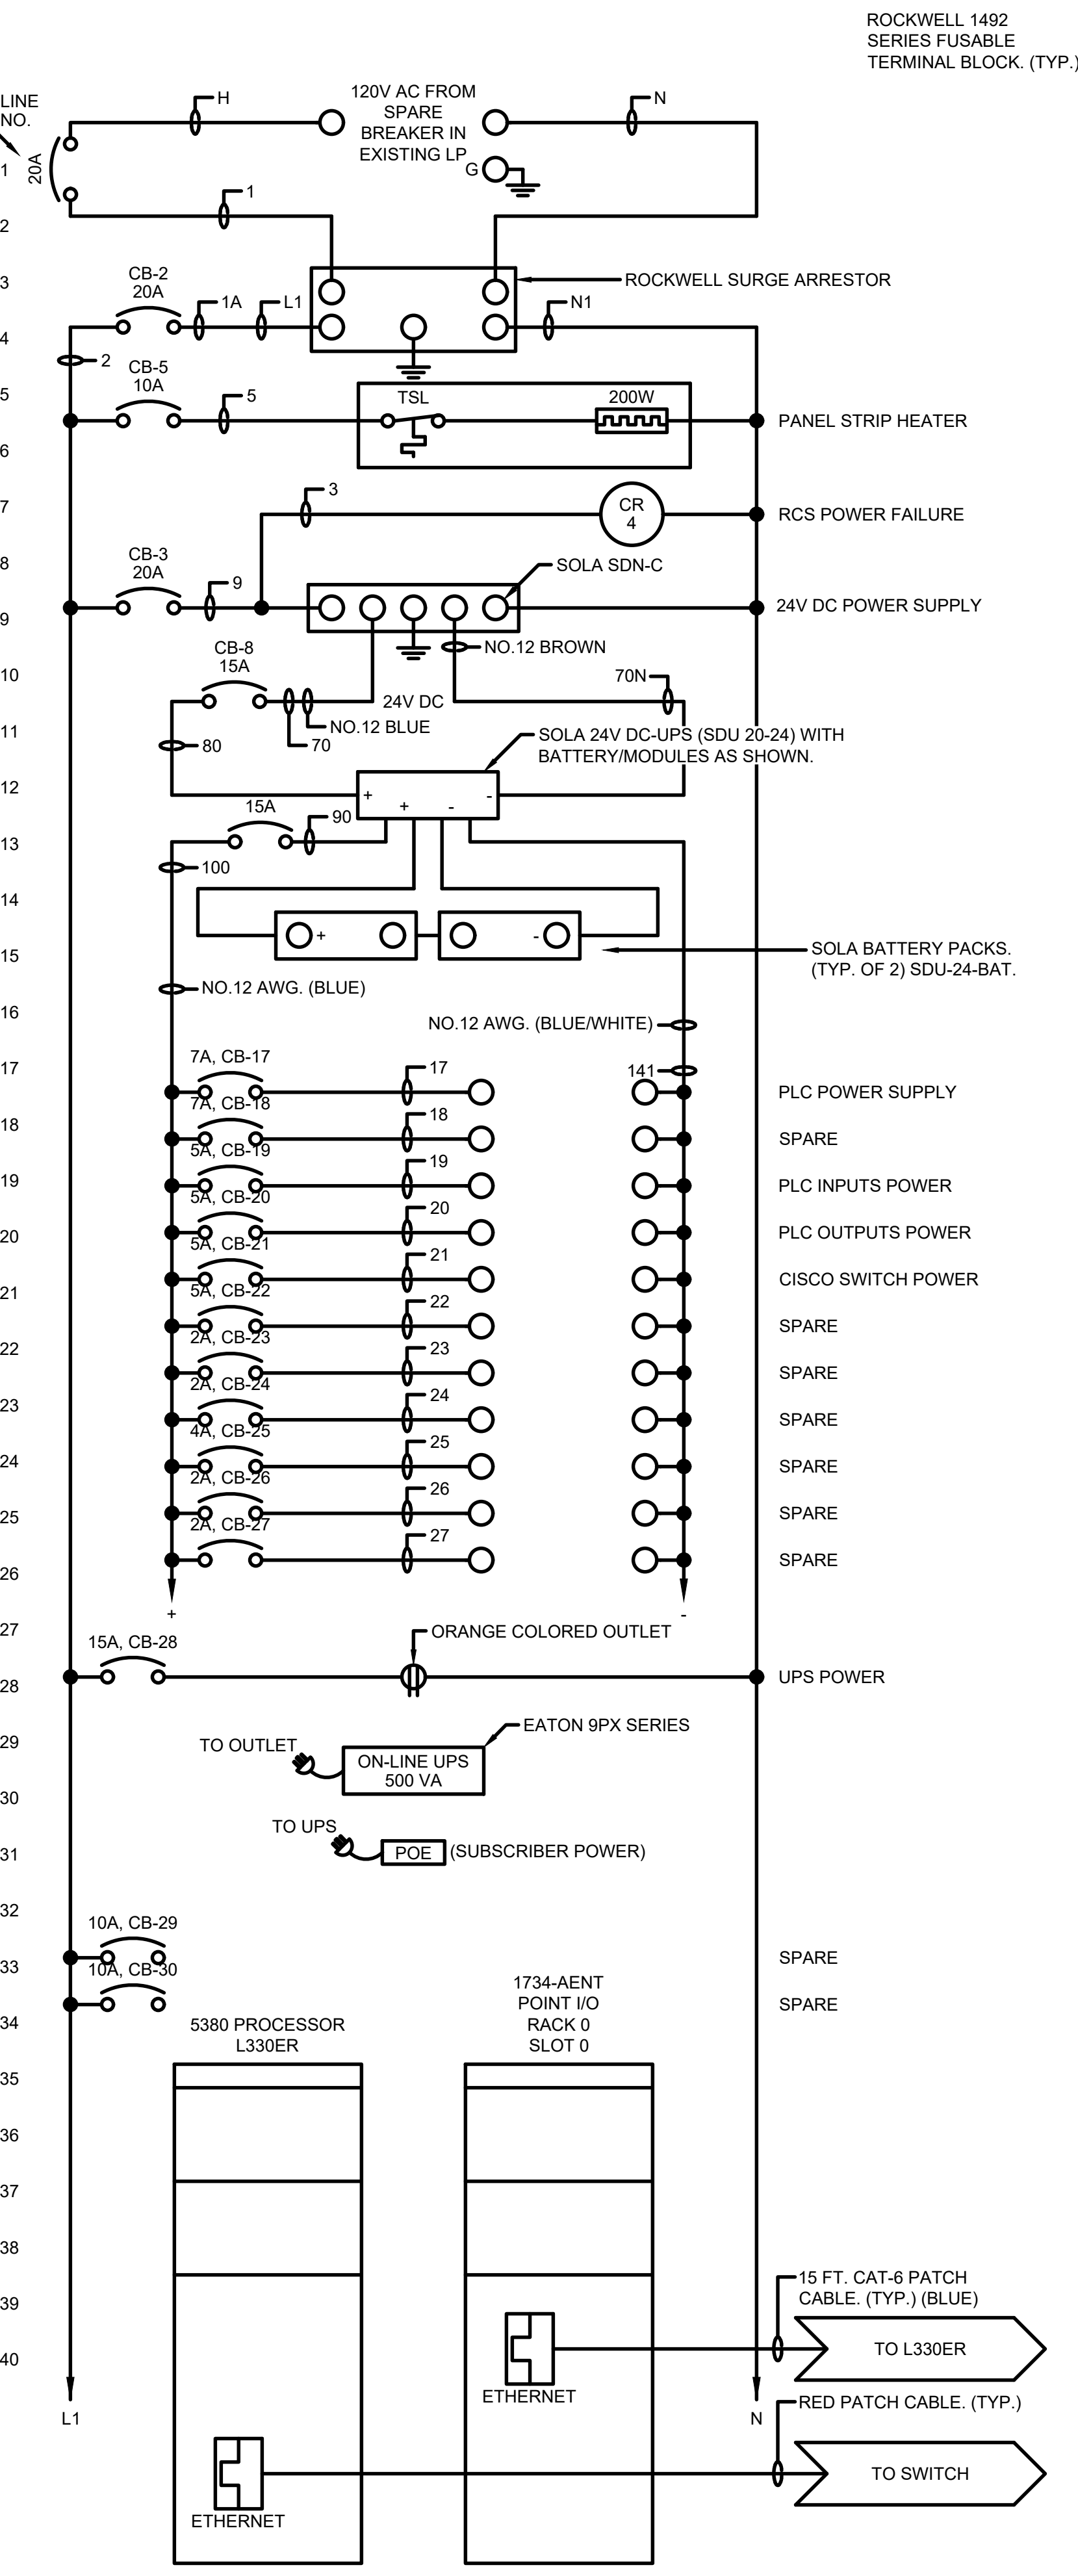 ROCKWELL 1492
SERIES FUSABLE
TERMINAL BLOCK. (TYP.)
LINE
NO.
H
120V AC FROM
SPARE
BREAKER IN
EXISTING LP
N
G
20A
1
1
2
ROCKWELL SURGE ARRESTOR
3
CB-2
20A
1A
L1
N1
4
2
CB-5
10A
5
5
TSL
200W
PANEL STRIP HEATER
6
3
7
CR
4
RCS POWER FAILURE
8
CB-3
20A
9
SOLA SDN-C
24V DC POWER SUPPLY
9
NO.12 BROWN
CB-8
15A
10
70N
24V DC
NO.12 BLUE
70
11
80
SOLA 24V DC-UPS (SDU 20-24) WITH
BATTERY/MODULES AS SHOWN.
12
+
+
-
-
15A
90
13
100
14
+
-
15
SOLA BATTERY PACKS.
(TYP. OF 2) SDU-24-BAT.
NO.12 AWG. (BLUE)
16
NO.12 AWG. (BLUE/WHITE)
17
7A, CB-17
17
141
PLC POWER SUPPLY
7A, CB-18
18
18
SPARE
5A, CB-19
19
19
PLC INPUTS POWER
5A, CB-20
20
20
PLC OUTPUTS POWER
5A, CB-21
21
21
CISCO SWITCH POWER
5A, CB-22
22
22
SPARE
2A, CB-23
23
23
SPARE
2A, CB-24
24
24
SPARE
4A, CB-25
25
25
SPARE
2A, CB-26
26
26
SPARE
2A, CB-27
27
SPARE
+
-
27
15A, CB-28
ORANGE COLORED OUTLET
28
UPS POWER
29
TO OUTLET
EATON 9PX SERIES
ON-LINE UPS
500 VA
30
TO UPS
31
POE
(SUBSCRIBER POWER)
32
10A, CB-29
33
SPARE
10A, CB-30
34
SPARE
5380 PROCESSOR
L330ER
1734-AENT
POINT I/O
RACK 0
SLOT 0
35
36
37
38
39
15 FT. CAT-6 PATCH
CABLE. (TYP.) (BLUE)
40
TO L330ER
ETHERNET
L1
N
RED PATCH CABLE. (TYP.)
TO SWITCH
ETHERNET